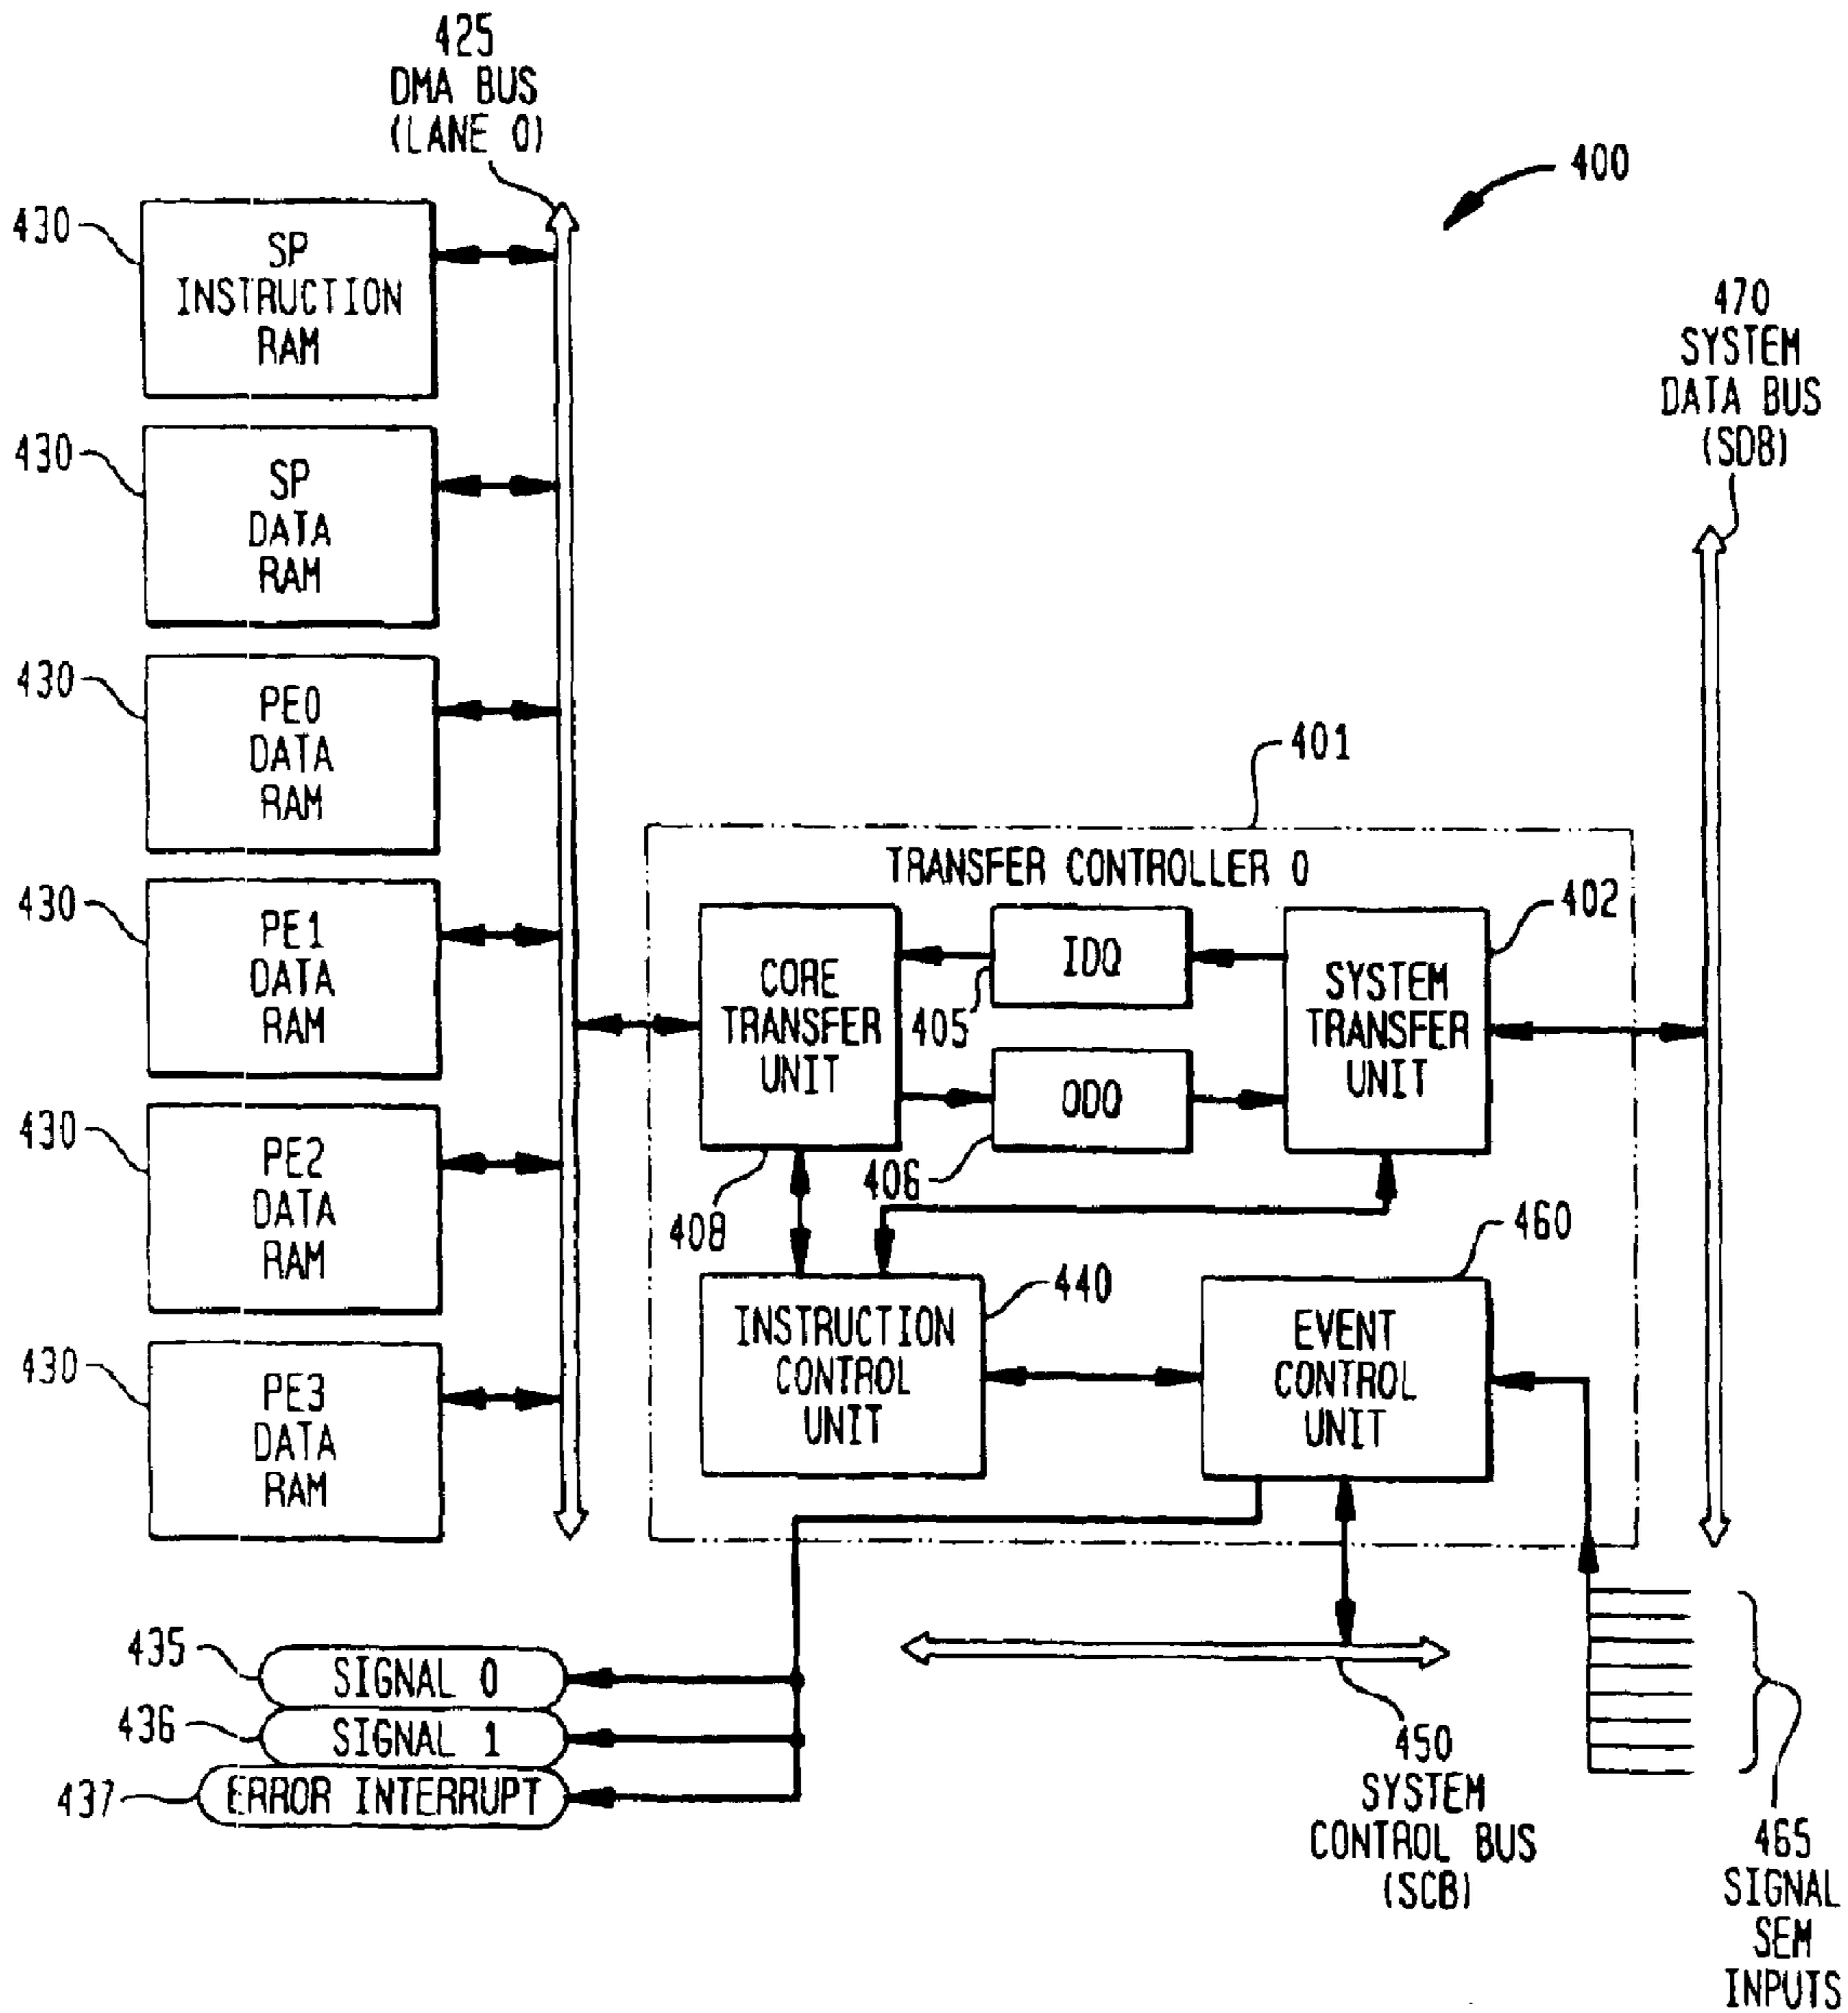 425
DMA BUS
(LANE 0)
400
430
SP
INSTRUCTION
RAM
470
SYSTEM
DATA BUS
(SDB)
430
SP
DATA
RAM
430
PE0
DATA
RAM
401
TRANSFER CONTROLLER 0
402
430
PE1
DATA
RAM
CORE
TRANSFER
UNIT
IDQ
405
SYSTEM
TRANSFER
UNIT
ODQ
406
408
430
PE2
DATA
RAM
460
440
INSTRUCTION
CONTROL
UNIT
EVENT
CONTROL
UNIT
430
PE3
DATA
RAM
435
SIGNAL 0
436
SIGNAL 1
437
ERROR INTERRUPT
450
SYSTEM
CONTROL BUS
(SCB)
465
SIGNAL
SEM
INPUTS